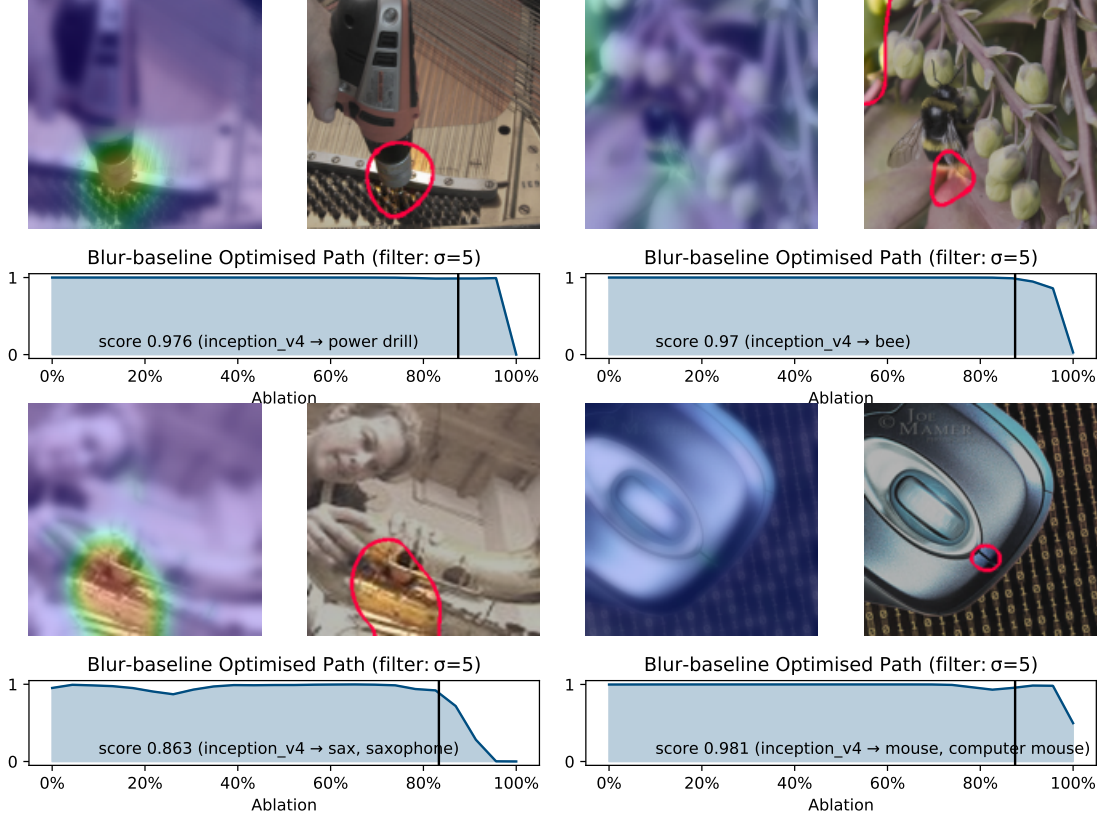 Blur-baseline Optimised Path (filter: σ=5)
1
0
score 0.976 (inception_v4 → power drill)
0% 20% 40% 60% 80% 100%
Ablation
Blur-baseline Optimised Path (filter: σ=5)
1
0
score 0.97 (inception_v4 → bee)
0% 20% 40% 60% 80% 100%
Ablation
© JOE
MAMER
Blur-baseline Optimised Path (filter: σ=5)
1
0
score 0.863 (inception_v4 → sax, saxophone)
0% 20% 40% 60% 80% 100%
Ablation
Blur-baseline Optimised Path (filter: σ=5)
1
0
score 0.981 (inception_v4 → mouse, computer mouse)
0% 20% 40% 60% 80% 100%
Ablation